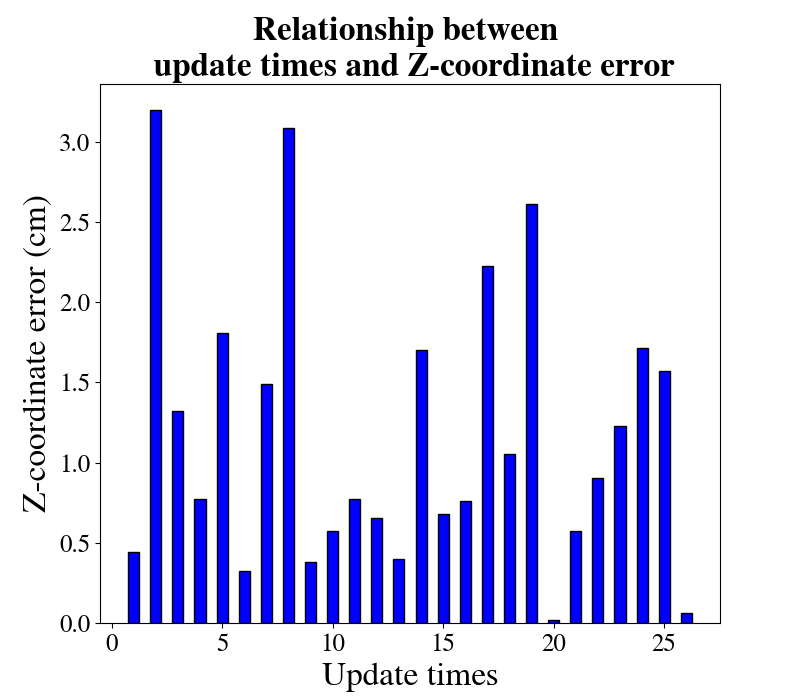 Relationship between
update times and Z-coordinate error
Z-coordinate error (cm)
3.0
2.5
2.0
1.5
1.0
0.5
0.0
0 5 10 15 20 25
Update times